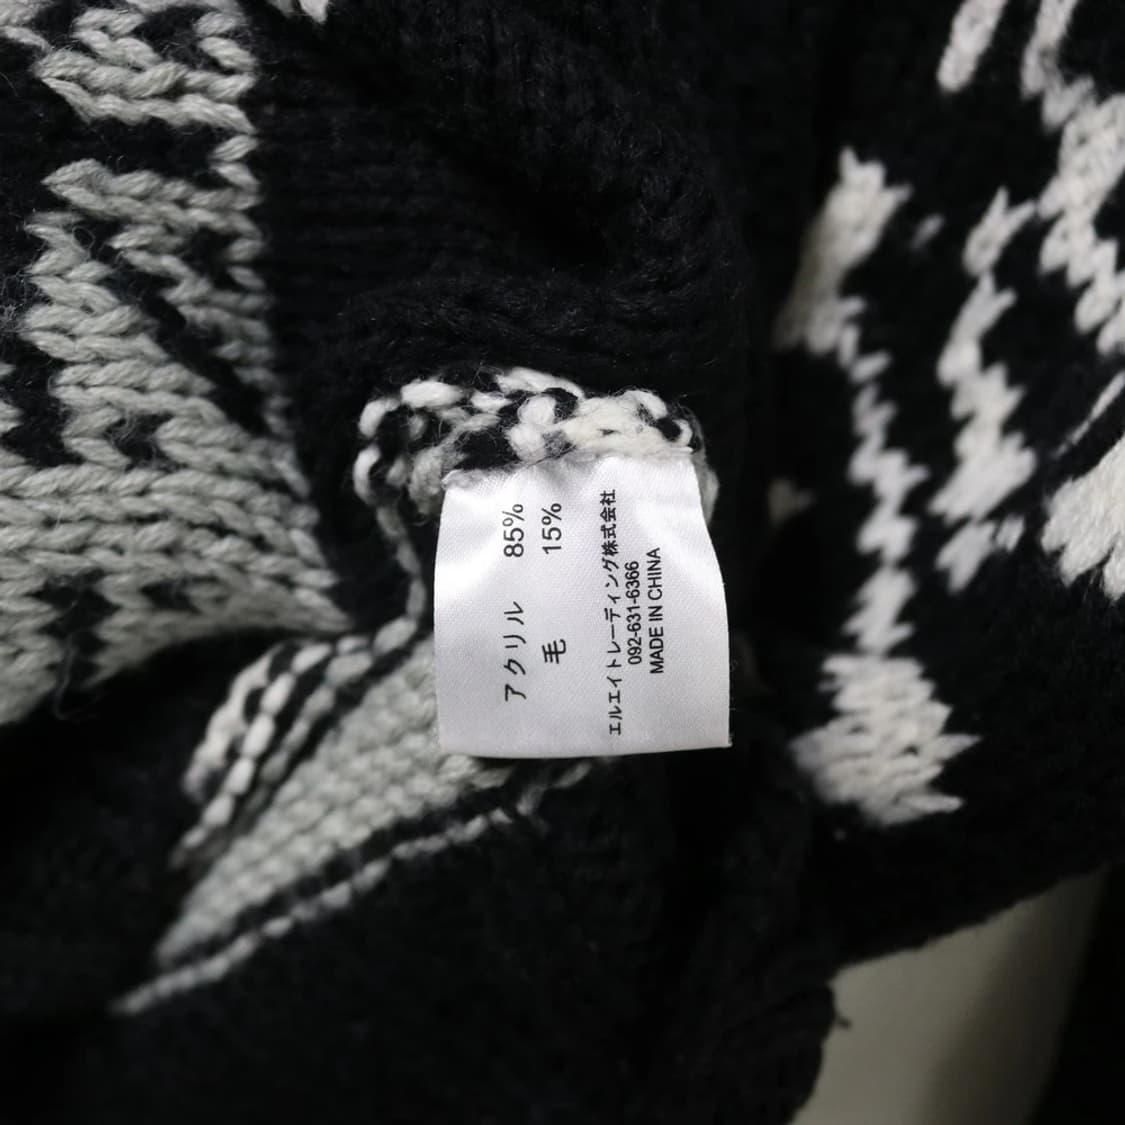 アクリル 85%
毛 15%
エルエイトレーディング株式会社
092-631-6366
MADE IN CHINA